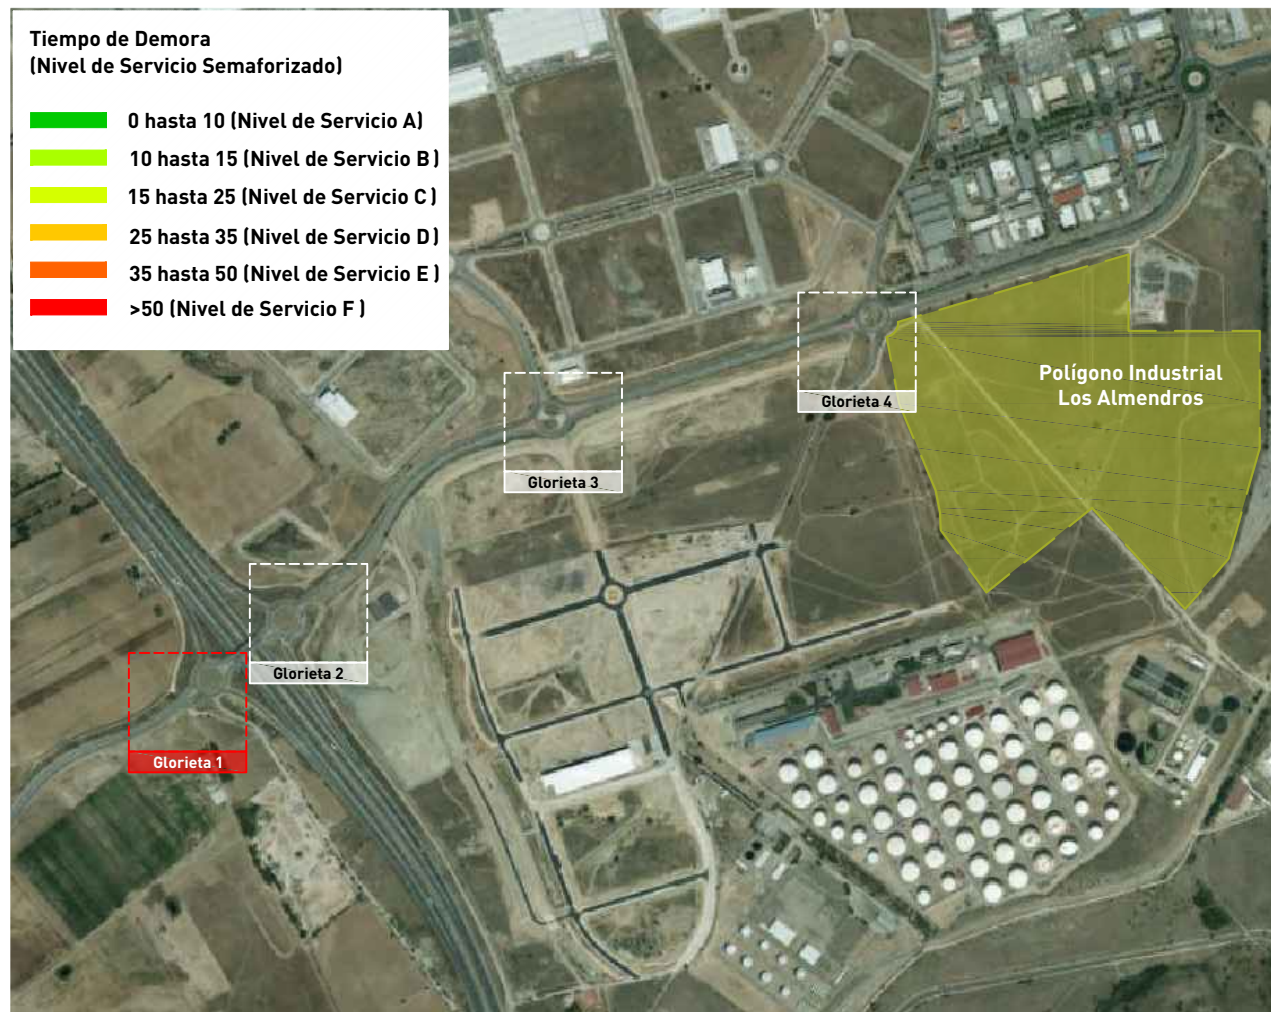 Tiempo de Demora
(Nivel de Servicio Semaforizado)
0 hasta 10 (Nivel de Servicio A)
10 hasta 15 (Nivel de Servicio B)
15 hasta 25 (Nivel de Servicio C)
25 hasta 35 (Nivel de Servicio D)
35 hasta 50 (Nivel de Servicio E)
>50 (Nivel de Servicio F)
Polígono Industrial
Los Almendros
Glorieta 4
Glorieta 3
Glorieta 2
Glorieta 1